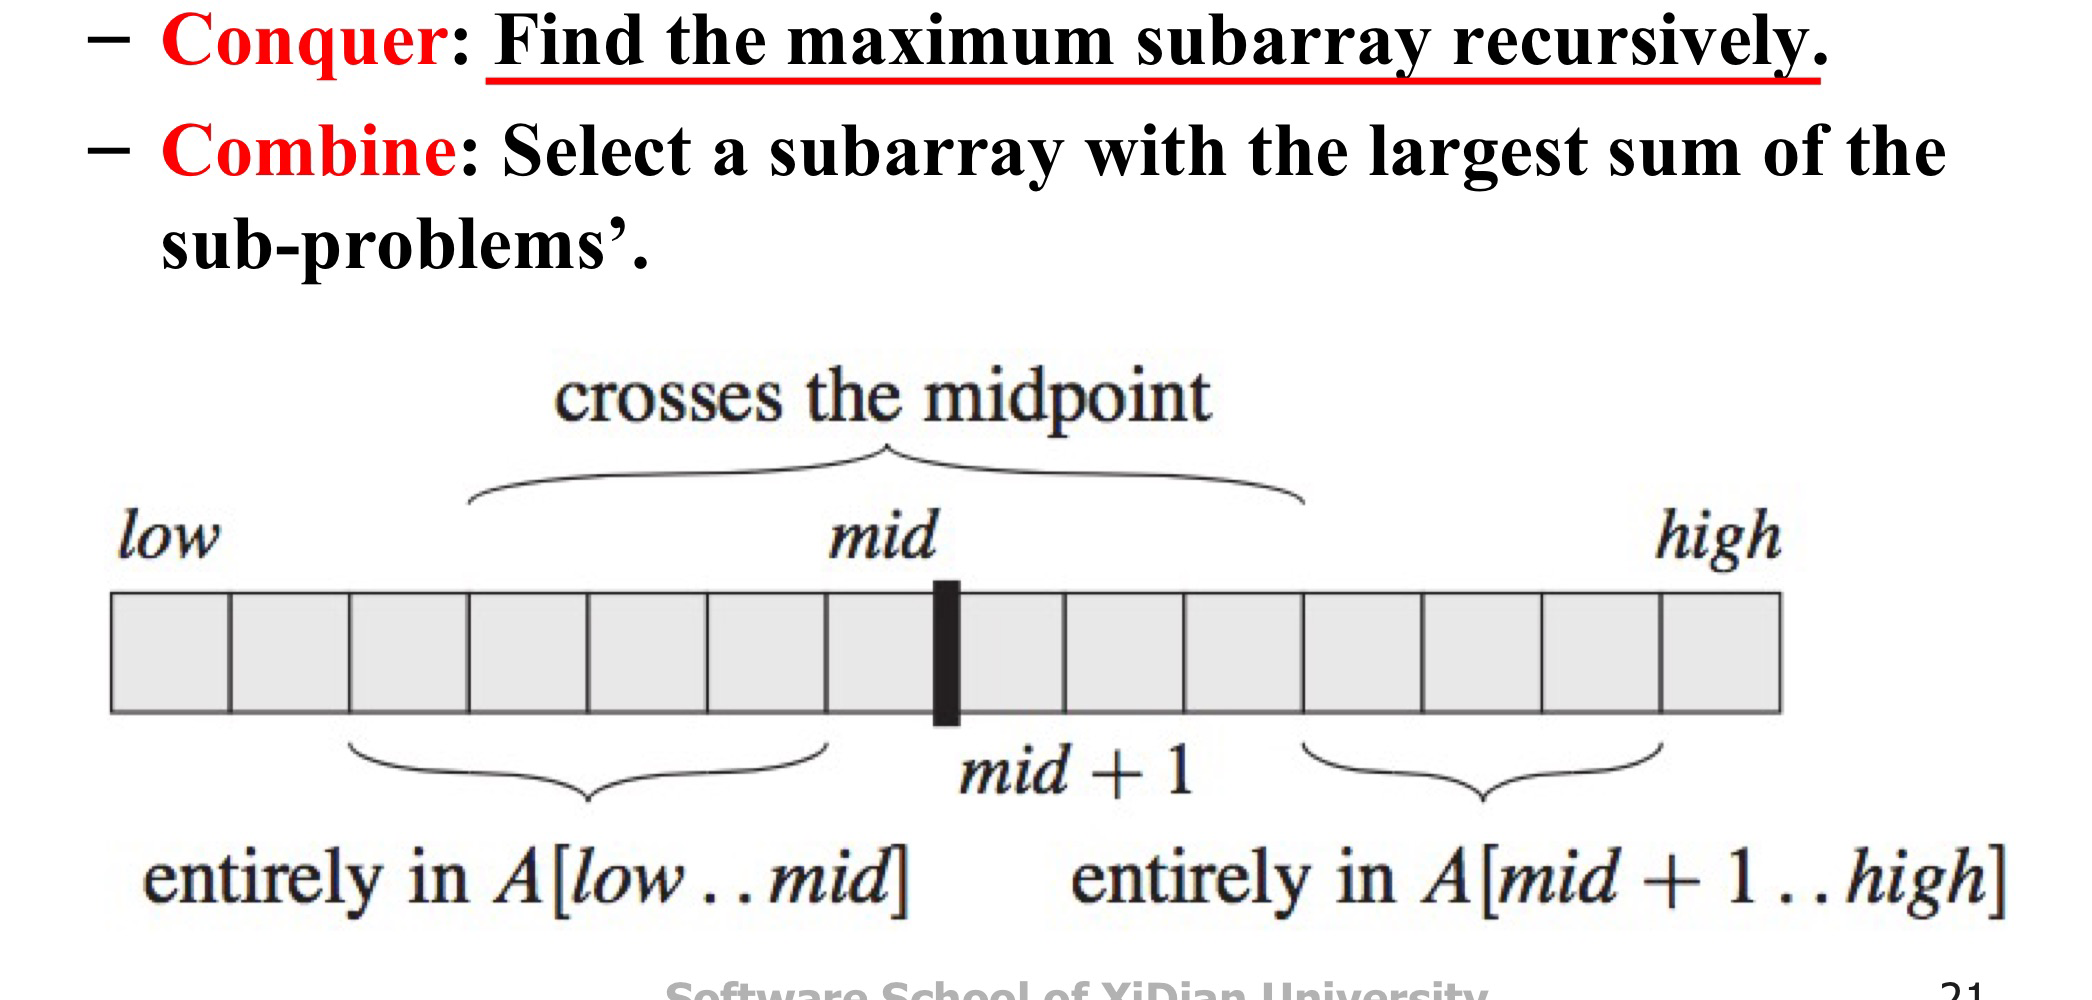 – Conquer: Find the maximum subarray recursively.
– Combine: Select a subarray with the largest sum of the
sub-problems’.
crosses the midpoint
low mid high
mid + 1
entirely in A[low . . mid] entirely in A[mid + 1 . . high]
Software School of XiDian University 21